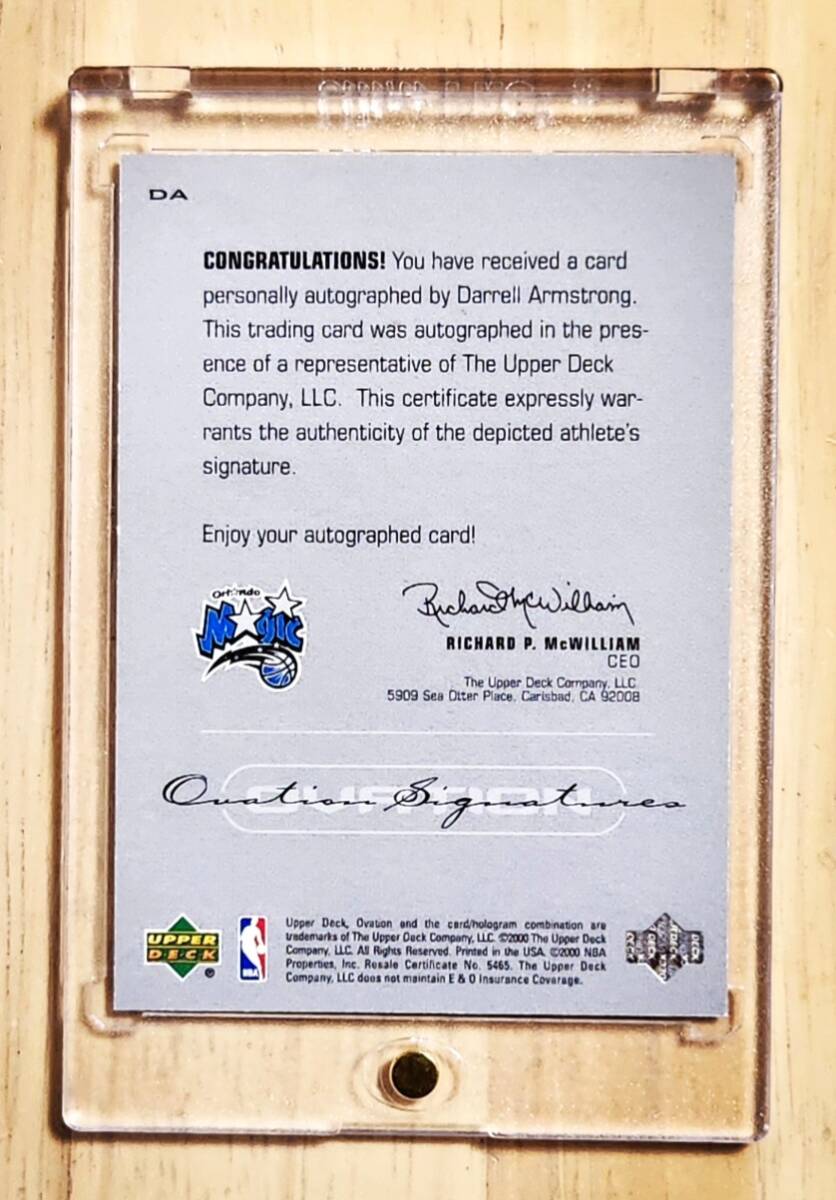 DA
CONGRATULATIONS! You have received a card
personally autographed by Darrell Armstrong.
This trading card was autographed in the pres-
ence of a representative of The Upper Deck
Company, LLC. This certificate expressly war-
rants the authenticity of the depicted athlete's
signature.
Enjoy your autographed card!
Orlando
Magic
Richard McWilliam
RICHARD P. McWILLIAM
CEO
The Upper Deck Company, LLC
5909 Sea Otter Place, Carlsbad, CA 92008
OVATION
Ovation Signatures
UPPER
DECK
®
NBA
Upper Deck, Ovation and the card/hologram combination are
trademarks of The Upper Deck Company, LLC. ©2000 The Upper Deck
Company, LLC. All Rights Reserved. Printed in the USA. ©2000 NBA
Properties, Inc. Resale Certificate No. 5465. The Upper Deck
Company, LLC does not maintain E & O Insurance Coverage.